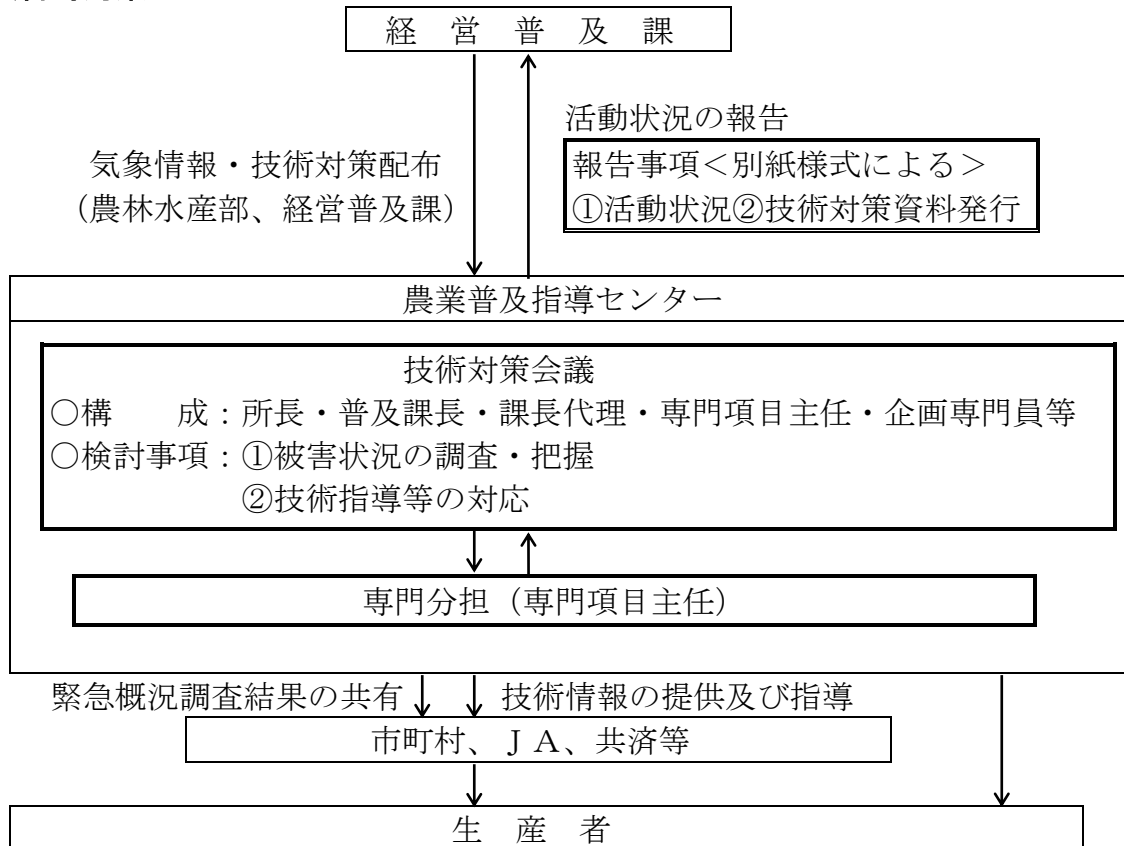 経 営 普 及 課
活動状況の報告
気象情報・技術対策配布
(農林水産部、経営普及課)
報告事項<別紙様式による>
①活動状況②技術対策資料発行
農業普及指導センター
技術対策会議
○構 成:所長・普及課長・課長代理・専門項目主任・企画専門員等
○検討事項:①被害状況の調査・把握
②技術指導等の対応
専門分担(専門項目主任)
緊急概況調査結果の共有
技術情報の提供及び指導
市町村、JA、共済等
生 産 者